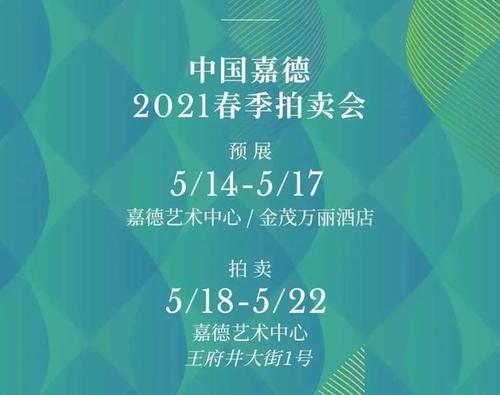 中国嘉德
2021春季拍卖会
预展
5/14-5/17
嘉德艺术中心 / 金茂万丽酒店
拍卖
5/18-5/22
嘉德艺术中心
王府井大街1号